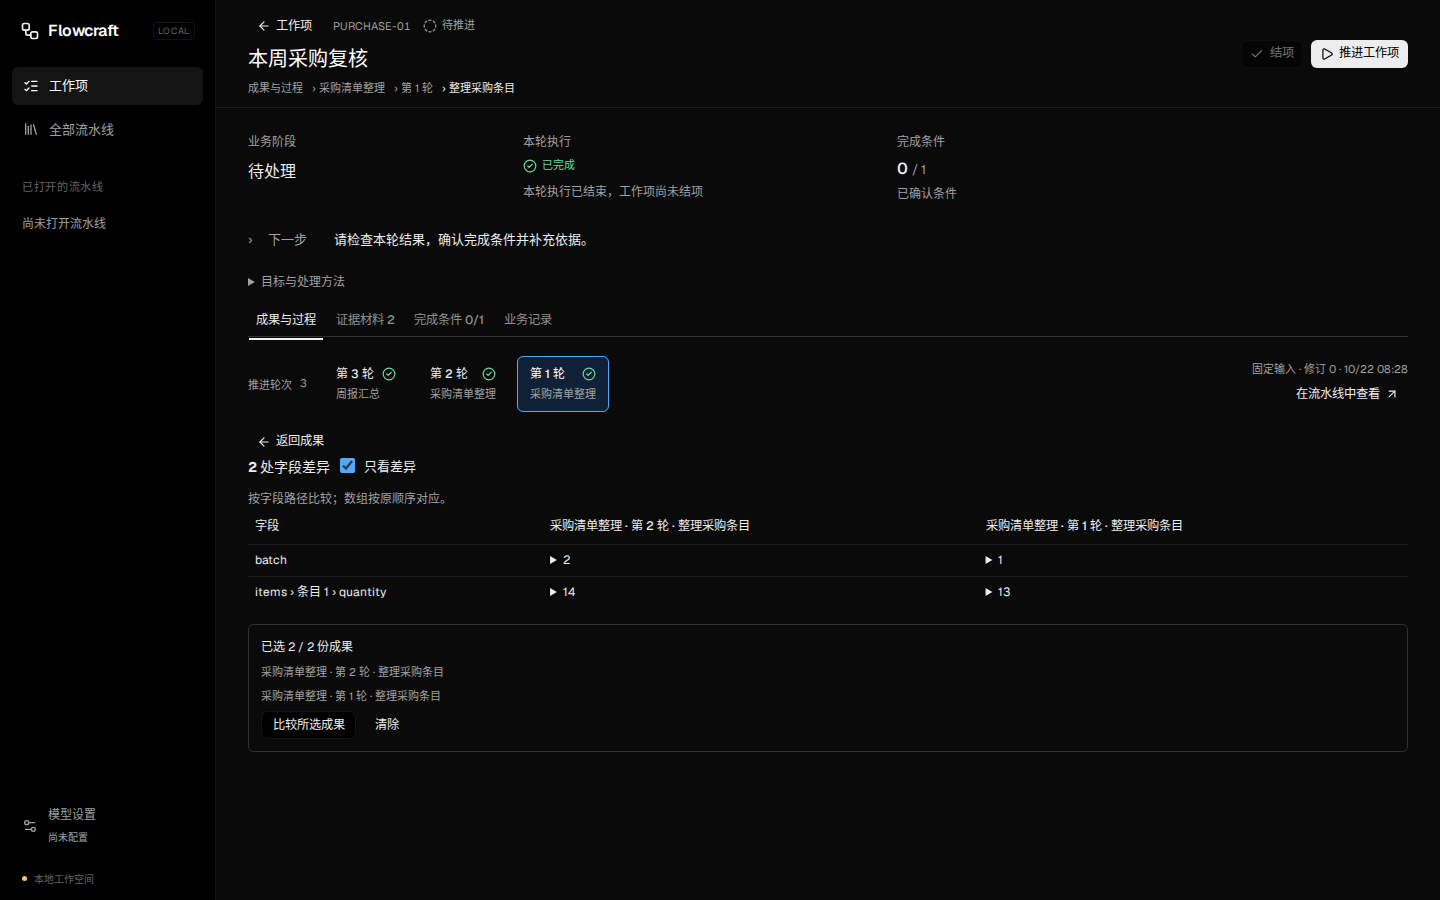 Flowcraft LOCAL
工作项
全部流水线
已打开的流水线
尚未打开流水线
模型设置
尚未配置
本地工作空间
工作项 PURCHASE-01 待推进
本周采购复核
成果与过程 › 采购清单整理 › 第 1 轮 › 整理采购条目
结项 推进工作项
业务阶段
待处理
本轮执行
已完成
本轮执行已结束，工作项尚未结项
完成条件
0 / 1
已确认条件
› 下一步 请检查本轮结果，确认完成条件并补充依据。
目标与处理方法
成果与过程 证据材料 2 完成条件 0/1 业务记录
推进轮次 3
第 3 轮
周报汇总
第 2 轮
采购清单整理
第 1 轮
采购清单整理
固定输入 · 修订 0 · 10/22 08:28
在流水线中查看
返回成果
2 处字段差异 只看差异
按字段路径比较；数组按原顺序对应。
字段 采购清单整理 · 第 2 轮 · 整理采购条目 采购清单整理 · 第 1 轮 · 整理采购条目
batch 2 1
items › 条目 1 › quantity 14 13
已选 2 / 2 份成果
采购清单整理 · 第 2 轮 · 整理采购条目
采购清单整理 · 第 1 轮 · 整理采购条目
比较所选成果 清除